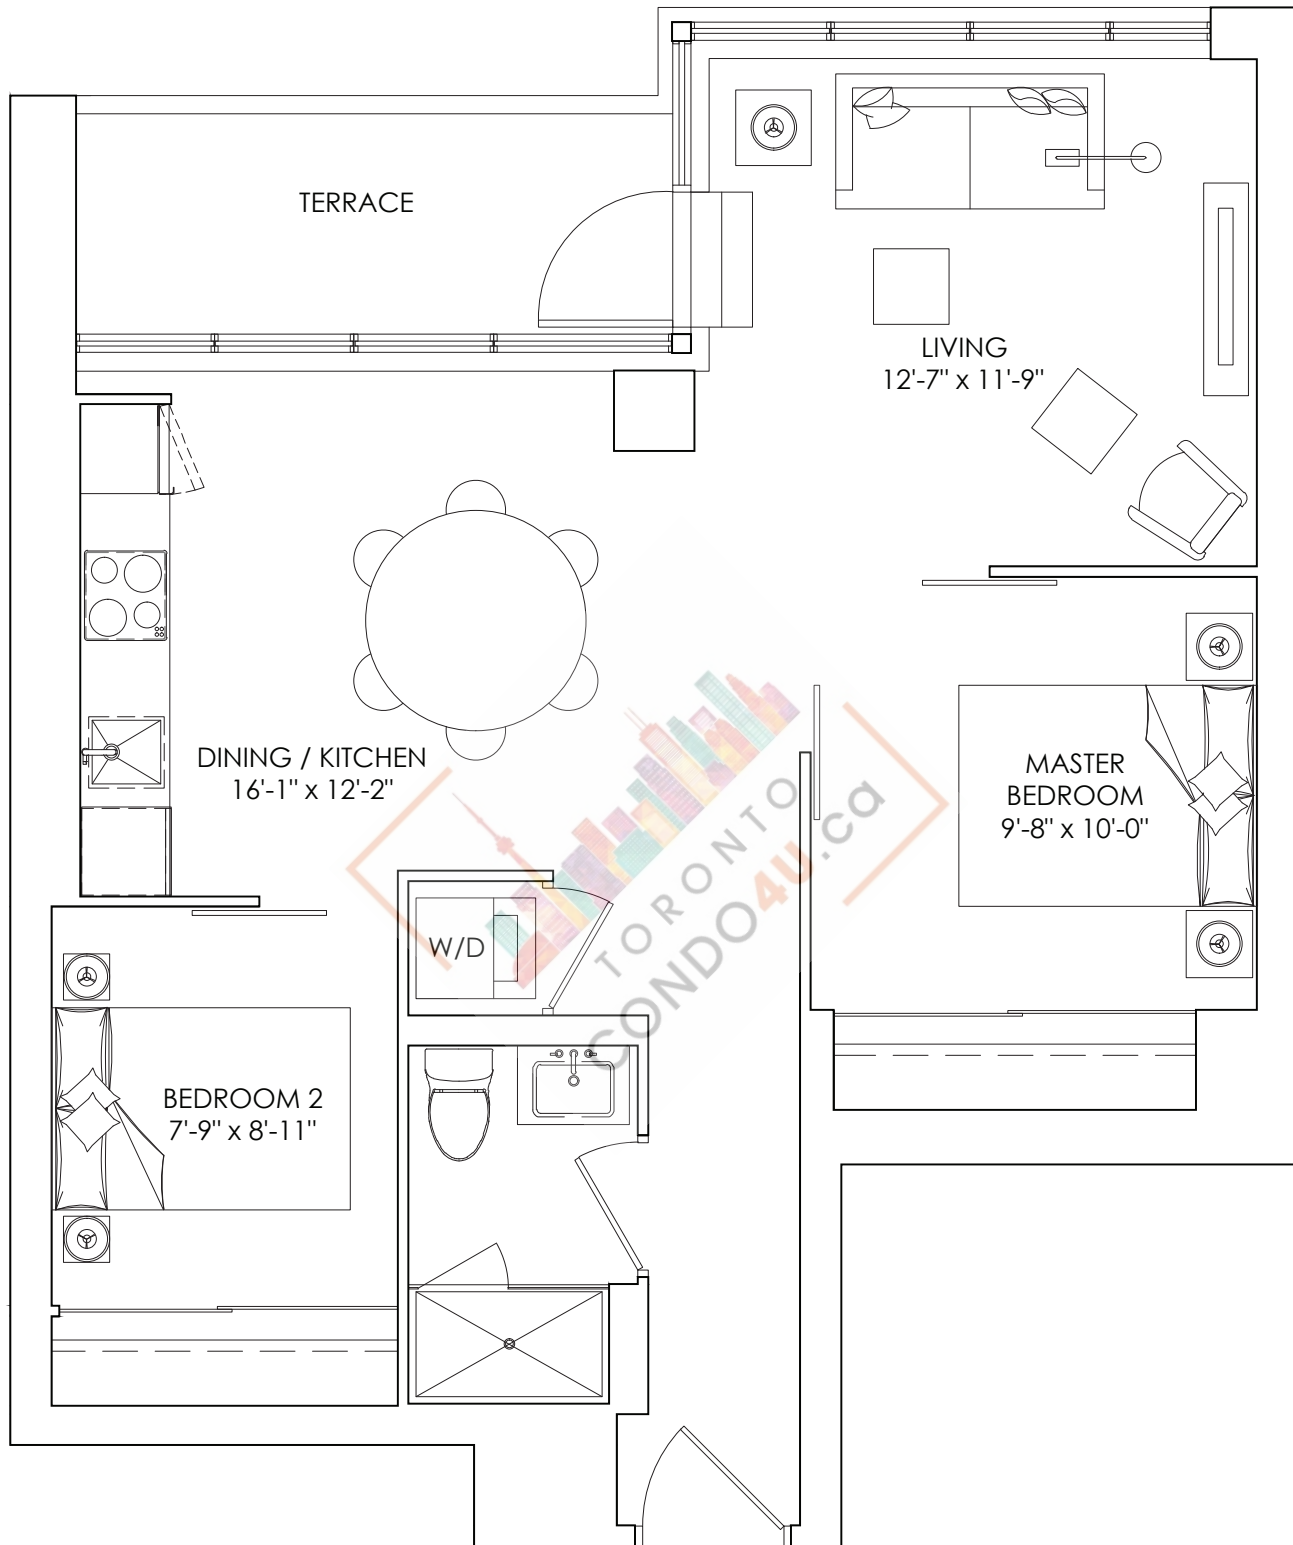 TERRACE
LIVING
12'-7" x 11'-9"
DINING / KITCHEN
16'-1" x 12'-2"
MASTER
BEDROOM
9'-8" x 10'-0"
W/D
BEDROOM 2
7'-9" x 8'-11"
TORONTO
CONDO4U.ca